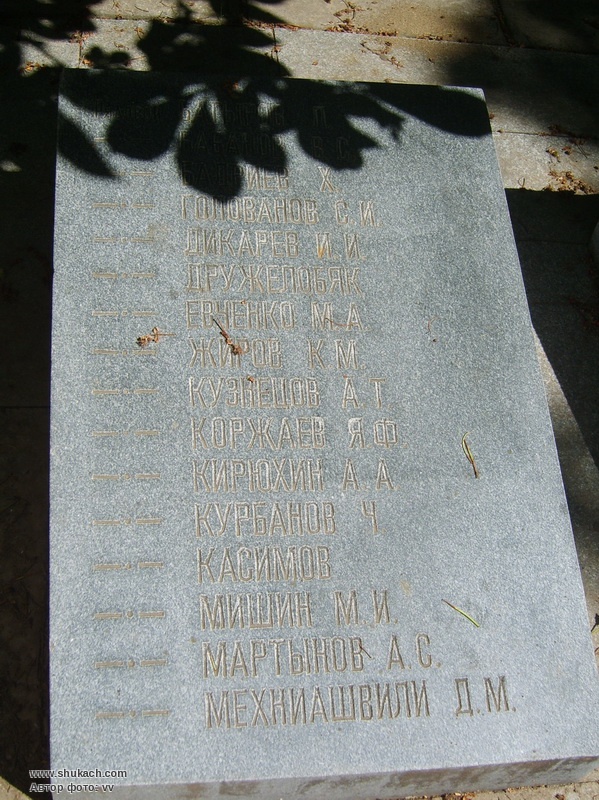 —"— Х.
—"— ГОЛОВАНОВ С.И.
—"— ДИКАРЕВ И.И.
—"— ДРУЖЕЛОБЯК
—"— ЕВЧЕНКО М.А.
—"— ЖИРОВ К.М.
—"— КУЗНЕЦОВ А.Т.
—"— КОРЖАЕВ Я.Ф.
—"— КИРЮХИН А.А.
—"— КУРБАНОВ Ч.
—"— КАСИМОВ
—"— МИШИН М.И.
—"— МАРТЫНОВ А.С.
—"— МЕХНИАШВИЛИ Д.М.
www.shukach.com
Автор фото: vv